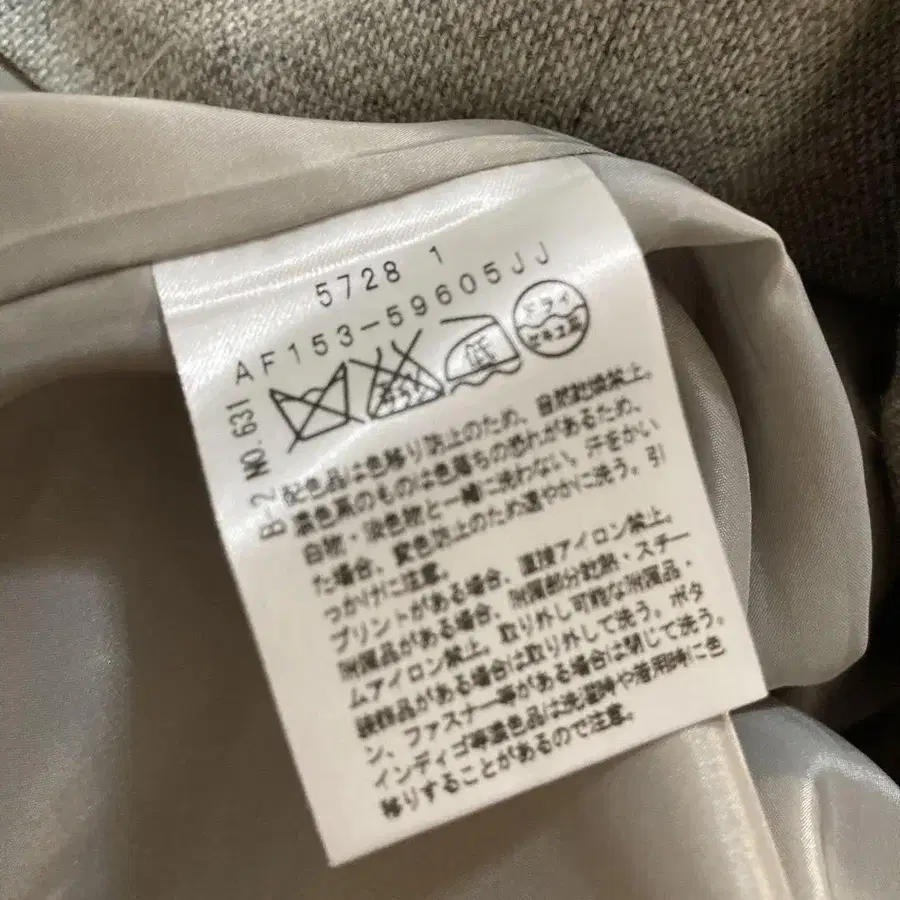 5728 1
AF153-59605JJ
エンソ
サラシ
低
ドライ
セキユ系
B-2 NO.631
配色品は色移り防止のため、自然乾燥禁止。
濃色系のものは色落ちの恐れがあるため、
白物・淡色物と一緒に洗わない。汗をかい
た場合、変色防止のため速やかに洗う。引
っかけに注意。
プリントがある場合、直接アイロン禁止。
附属品がある場合、附属部分乾熱・スチー
ムアイロン禁止。取り外し可能な附属品・
装飾品がある場合は取り外して洗う。ボタ
ン、ファスナー等がある場合は閉じて洗う。
インディゴ等濃色品は洗濯時や着用時に色
移りすることがあるので注意。